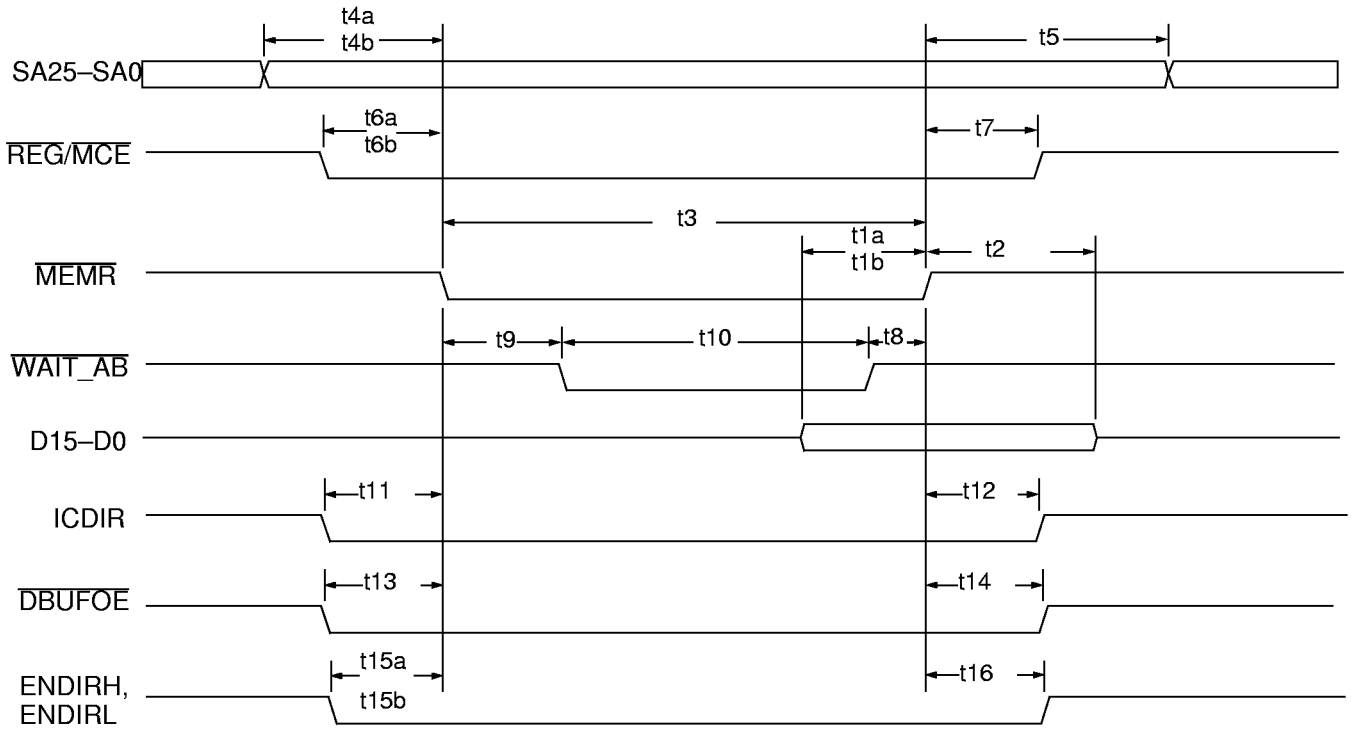 t4a
t4b
t5
SA25–SA0
t6a
t6b
t7
REG/MCE
t3
t1a
t1b
t2
MEMR
t9
t10
t8
WAIT_AB
D15–D0
t11
t12
ICDIR
t13
t14
DBUFOE
t15a
t15b
t16
ENDIRH,
ENDIRL